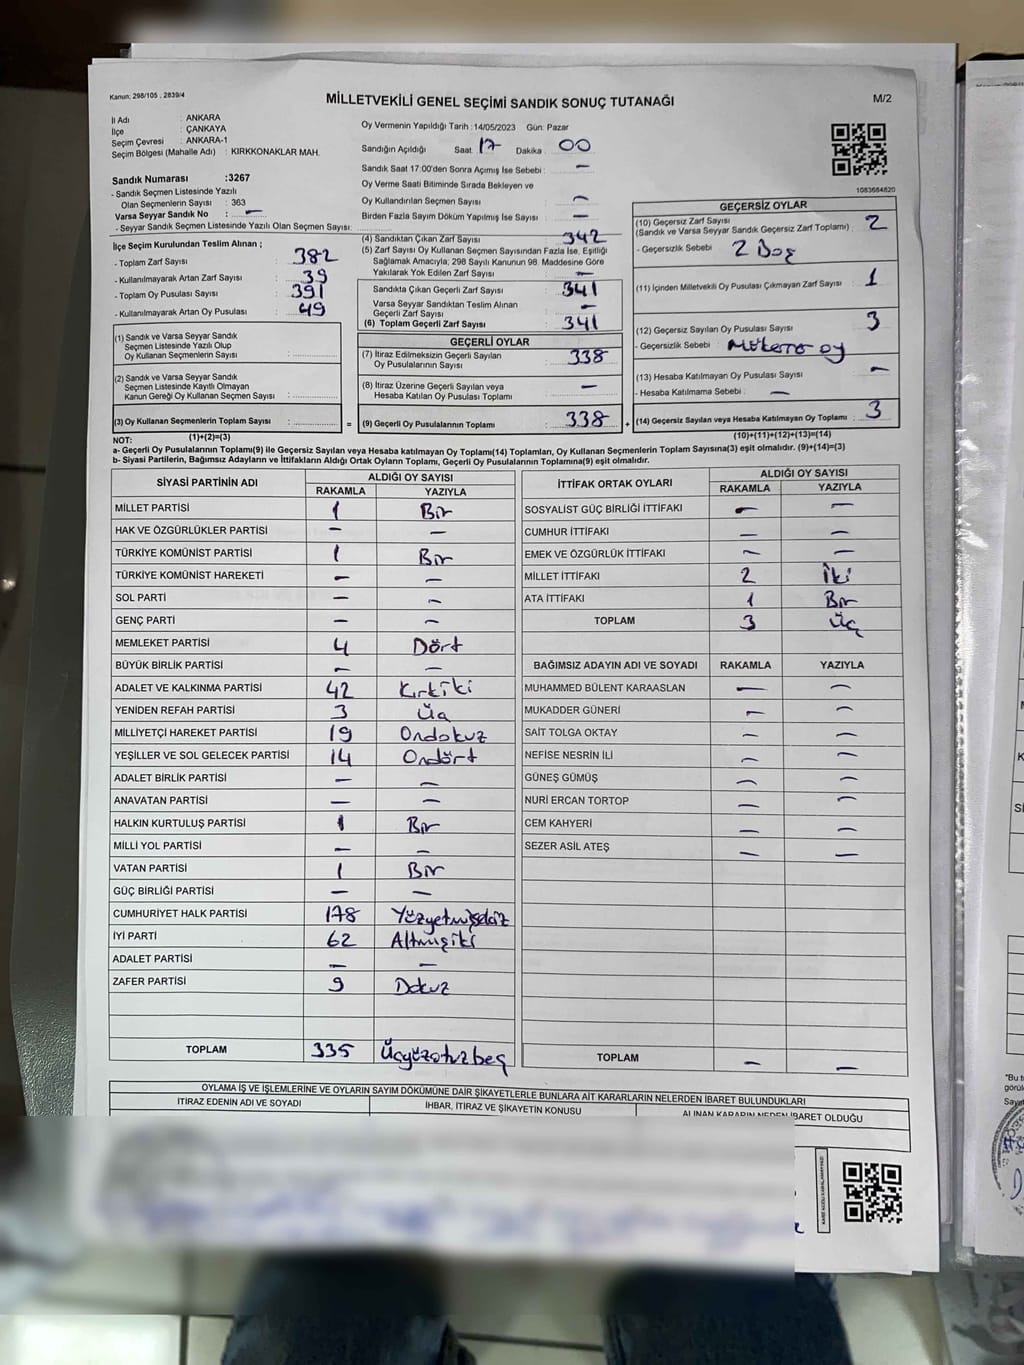 Kanun: 298/105 , 2839/4
MİLLETVEKİLİ GENEL SEÇİMİ SANDIK SONUÇ TUTANAĞI
M/2
İl Adı : ANKARA
İlçe : ÇANKAYA
Seçim Çevresi : ANKARA-1
Seçim Bölgesi (Mahalle Adı) : KIRKKONAKLAR MAH.
Sandık Numarası :3267
- Sandık Seçmen Listesinde Yazılı
Olan Seçmenlerin Sayısı : 363
Varsa Seyyar Sandık No : –
- Seyyar Sandık Seçmen Listesinde Yazılı Olan Seçmen Sayısı:
Oy Vermenin Yapıldığı Tarih :14/05/2023 Gün: Pazar
Sandığın Açıldığı Saat 17 Dakika : 00
Sandık Saat 17:00'den Sonra Açımış İse Sebebi : –
Oy Verme Saati Bitiminde Sırada Bekleyen ve
Oy Kullandırılan Seçmen Sayısı : –
Birden Fazla Sayım Döküm Yapılmış İse Sayısı : –
1083684820
İlçe Seçim Kurulundan Teslim Alınan ;
- Toplam Zarf Sayısı : 382
- Kullanılmayarak Artan Zarf Sayısı : 39
- Toplam Oy Pusulası Sayısı : 391
- Kullanılmayarak Artan Oy Pusulası : 49
(1) Sandık ve Varsa Seyyar Sandık
Seçmen Listesinde Yazılı Olup
Oy Kullanan Seçmenlerin Sayısı :
(2) Sandık ve Varsa Seyyar Sandık
Seçmen Listesinde Kayıtlı Olmayan
Kanun Gereği Oy Kullanan Seçmen Sayısı :
(3) Oy Kullanan Seçmenlerin Toplam Sayısı :
(1)+(2)=(3)
(4) Sandıktan Çıkan Zarf Sayısı : 342
(5) Zarf Sayısı Oy Kullanan Seçmen Sayısından Fazla İse, Eşitliği
Sağlamak Amacıyla; 298 Sayılı Kanunun 98. Maddesine Göre
Yakılarak Yok Edilen Zarf Sayısı : –
Sandıkta Çıkan Geçerli Zarf Sayısı : 341
Varsa Seyyar Sandıktan Teslim Alınan
Geçerli Zarf Sayısı : –
(6) Toplam Geçerli Zarf Sayısı : 341
GEÇERLİ OYLAR
(7) İtiraz Edilmeksizin Geçerli Sayılan
Oy Pusulasının Sayısı : 338
(8) İtiraz Üzerine Geçerli Sayılan veya
Hesaba Katılan Oy Pusulası Toplamı : –
= (9) Geçerli Oy Pusulalarının Toplamı : 338 +
GEÇERSİZ OYLAR
(10) Geçersiz Zarf Sayısı : 2
(Sandık ve Varsa Seyyar Sandık Geçersiz Zarf Toplamı)
- Geçersizlik Sebebi : 2 Boş
(11) İçinden Milletvekili Oy Pusulası Çıkmayan Zarf Sayısı : 1
(12) Geçersiz Sayılan Oy Pusulası Sayısı : 3
- Geçersizlik Sebebi : oy
(13) Hesaba Katılmayan Oy Pusulası Sayısı : –
- Hesaba Katılmama Sebebi : –
(14) Geçersiz Sayılan veya Hesaba Katılmayan Oy Toplamı : 3
(10)+(11)+(12)+(13)=(14)
NOT:
a- Geçerli Oy Pusulalarının Toplamı(9) ile Geçersiz Sayılan veya Hesaba katılmayan Oy Toplamı(14) Toplamları, Oy Kullanan Seçmenlerin Toplam Sayısına(3) eşit olmalıdır. (9)+(14)=(3)
b- Siyasi Partilerin, Bağımsız Adayların ve İttifakların Aldığı Ortak Oyların Toplamı, Geçerli Oy Pusulalarının Toplamına(9) eşit olmalıdır.
SİYASİ PARTİNİN ADI ALDIĞI OY SAYISI
RAKAMLA YAZIYLA
MİLLET PARTİSİ 1 Bir
HAK VE ÖZGÜRLÜKLER PARTİSİ – –
TÜRKİYE KOMÜNİST PARTİSİ 1 Bir
TÜRKİYE KOMÜNİST HAREKETİ – –
SOL PARTİ – –
GENÇ PARTİ – –
MEMLEKET PARTİSİ 4 Dört
BÜYÜK BİRLİK PARTİSİ – –
ADALET VE KALKINMA PARTİSİ 42 Kırkiki
YENİDEN REFAH PARTİSİ 3 Üç
MİLLİYETÇİ HAREKET PARTİSİ 19 Ondokuz
YEŞİLLER VE SOL GELECEK PARTİSİ 14 Ondört
ADALET BİRLİK PARTİSİ – –
ANAVATAN PARTİSİ – –
HALKIN KURTULUŞ PARTİSİ 1 Bir
MİLLİ YOL PARTİSİ – –
VATAN PARTİSİ 1 Bir
GÜÇ BİRLİĞİ PARTİSİ – –
CUMHURİYET HALK PARTİSİ 178 Yüzyetmişsekiz
İYİ PARTİ 62 Altmışiki
ADALET PARTİSİ – –
ZAFER PARTİSİ 9 Dokuz
TOPLAM 335 Üçyüzotuzbeş
İTTİFAK ORTAK OYLARI ALDIĞI OY SAYISI
RAKAMLA YAZIYLA
SOSYALİST GÜÇ BİRLİĞİ İTTİFAKI – –
CUMHUR İTTİFAKI – –
EMEK VE ÖZGÜRLÜK İTTİFAKI – –
MİLLET İTTİFAKI 2 İki
ATA İTTİFAKI 1 Bir
TOPLAM 3 Üç
BAĞIMSIZ ADAYIN ADI VE SOYADI RAKAMLA YAZIYLA
MUHAMMED BÜLENT KARAASLAN – –
MUKADDER GÜNERİ – –
SAİT TOLGA OKTAY – –
NEFİSE NESRİN İLİ – –
GÜNEŞ GÜMÜŞ – –
NURİ ERCAN TORTOP – –
CEM KAHYERİ – –
SEZER ASİL ATEŞ – –
TOPLAM – –
OYLAMA İŞ VE İŞLEMLERİNE VE OYLARIN SAYIM DÖKÜMÜNE DAİR ŞİKAYETLERLE BUNLARA AİT KARARLARIN NELERDEN İBARET BULUNDUKLARI
İTİRAZ EDENİN ADI VE SOYADI İHBAR, İTİRAZ VE ŞİKAYETİN KONUSU ALINAN KARARIN NEDEN İBARET OLDUĞU